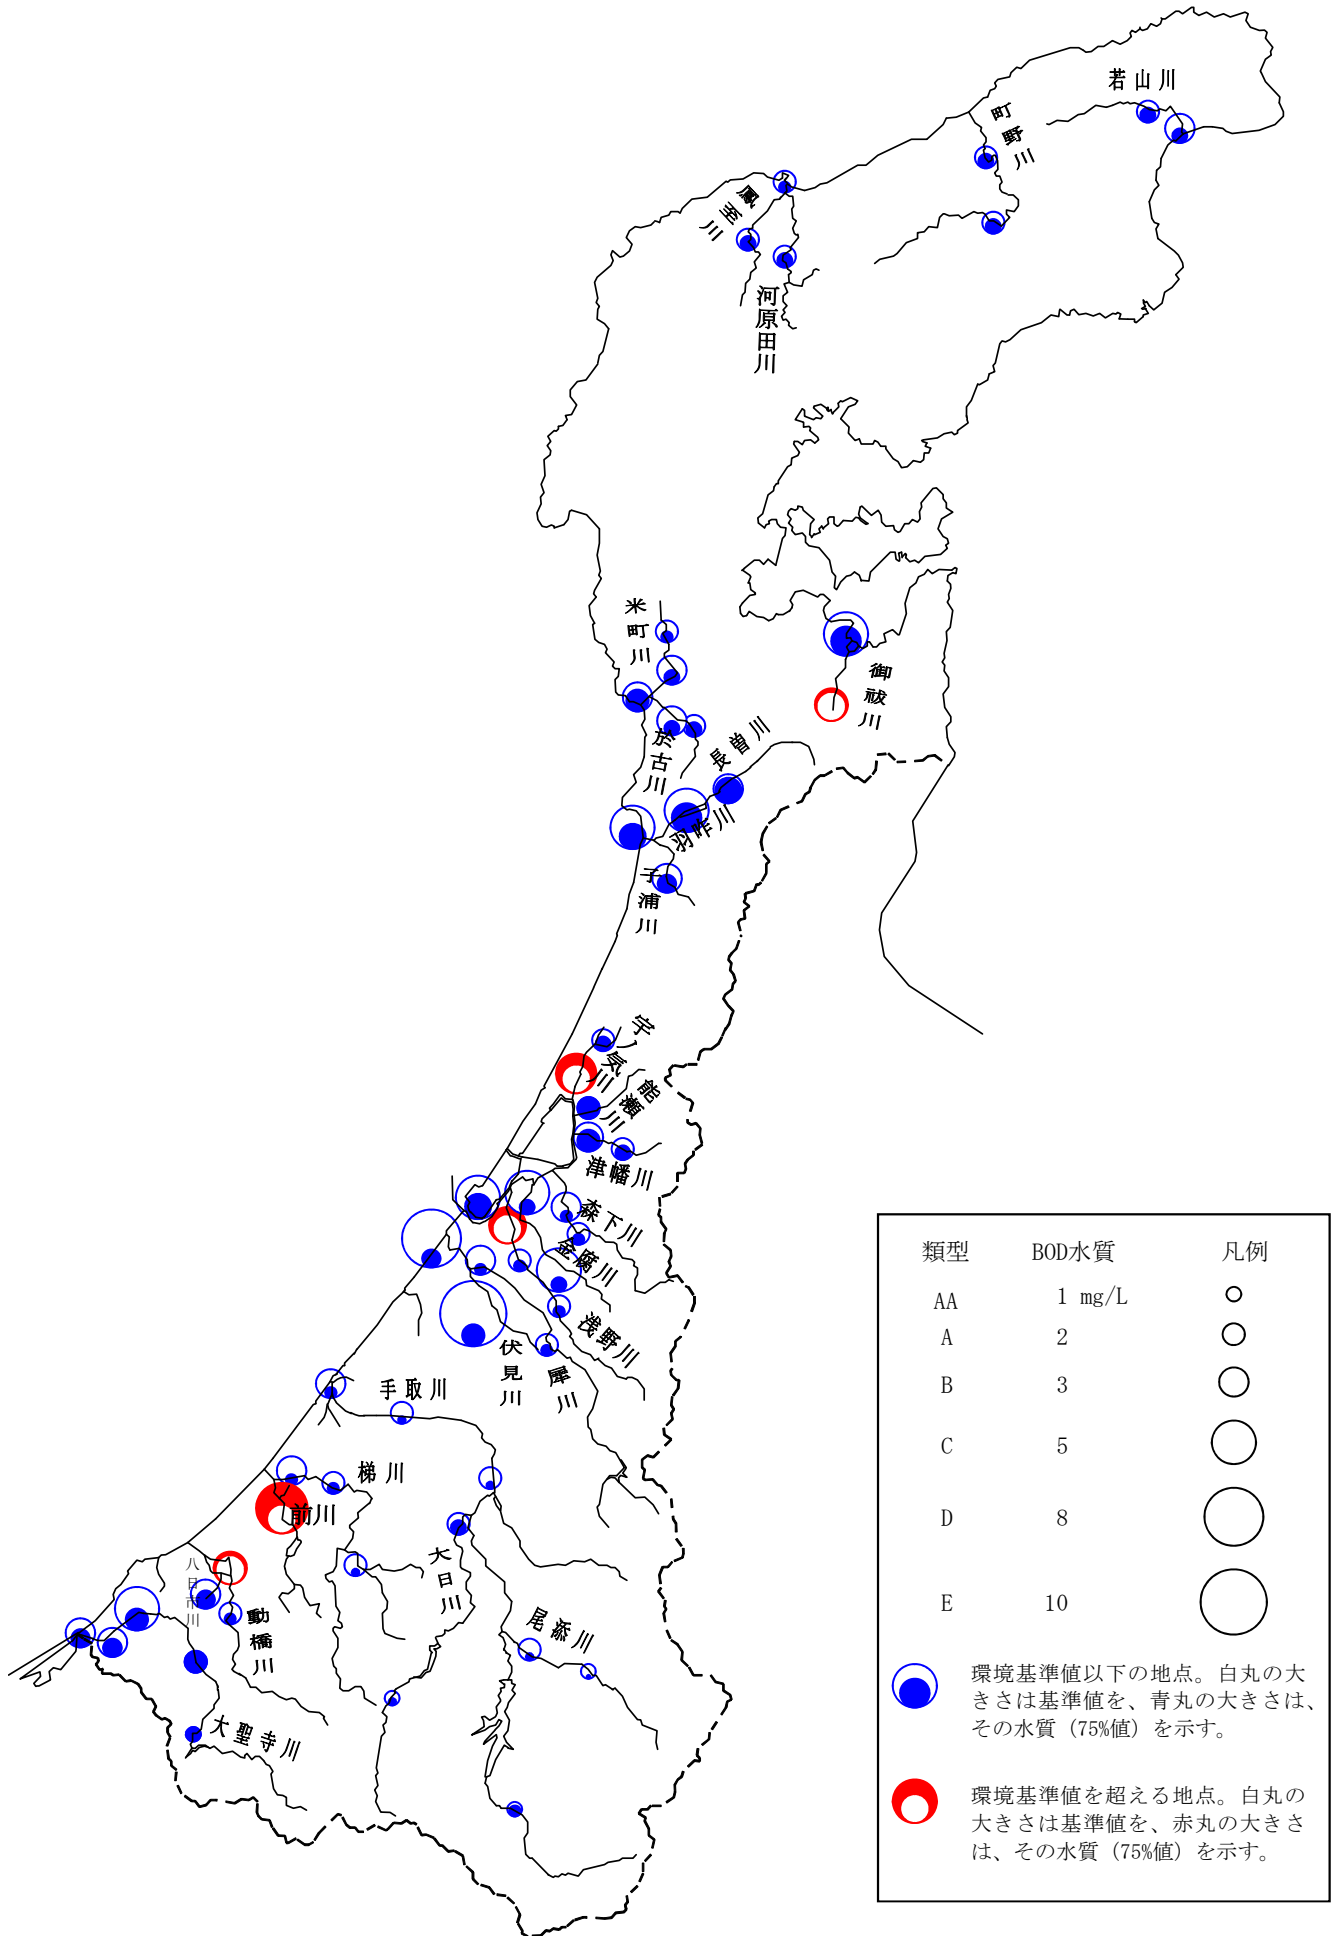 若山川
町野川
鳳至川
河原田川
米町川
御祓川
於古川
長曽川
羽咋川
子浦川
宇ノ気川
能瀬川
津幡川
森下川
金腐川
浅野川
犀川
伏見川
手取川
梯川
前川
大日川
尾添川
八日市川
動橋川
大聖寺川
類型 BOD水質 凡例
AA 1 mg/L
A 2
B 3
C 5
D 8
E 10
環境基準値以下の地点。白丸の大
きさは基準値を、青丸の大きさは、
その水質（75%値）を示す。
環境基準値を超える地点。白丸の
大きさは基準値を、赤丸の大きさ
は、その水質（75%値）を示す。